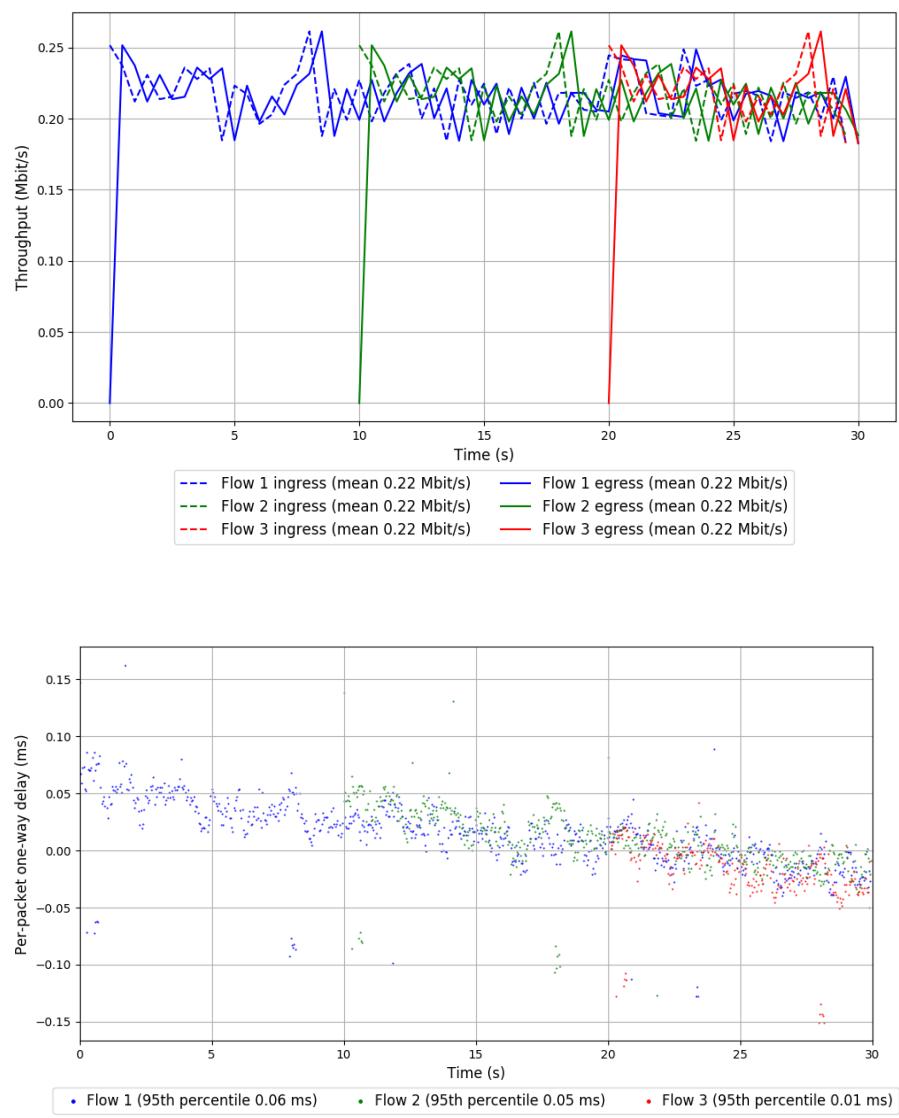 0.25
0.20
0.15
0.10
0.05
0.00
Throughput (Mbit/s)
0 5 10 15 20 25 30
Time (s)
Flow 1 ingress (mean 0.22 Mbit/s) Flow 1 egress (mean 0.22 Mbit/s)
Flow 2 ingress (mean 0.22 Mbit/s) Flow 2 egress (mean 0.22 Mbit/s)
Flow 3 ingress (mean 0.22 Mbit/s) Flow 3 egress (mean 0.22 Mbit/s)
0.15
0.10
0.05
0.00
−0.05
−0.10
−0.15
Per-packet one-way delay (ms)
0 5 10 15 20 25 30
Time (s)
Flow 1 (95th percentile 0.06 ms) Flow 2 (95th percentile 0.05 ms) Flow 3 (95th percentile 0.01 ms)